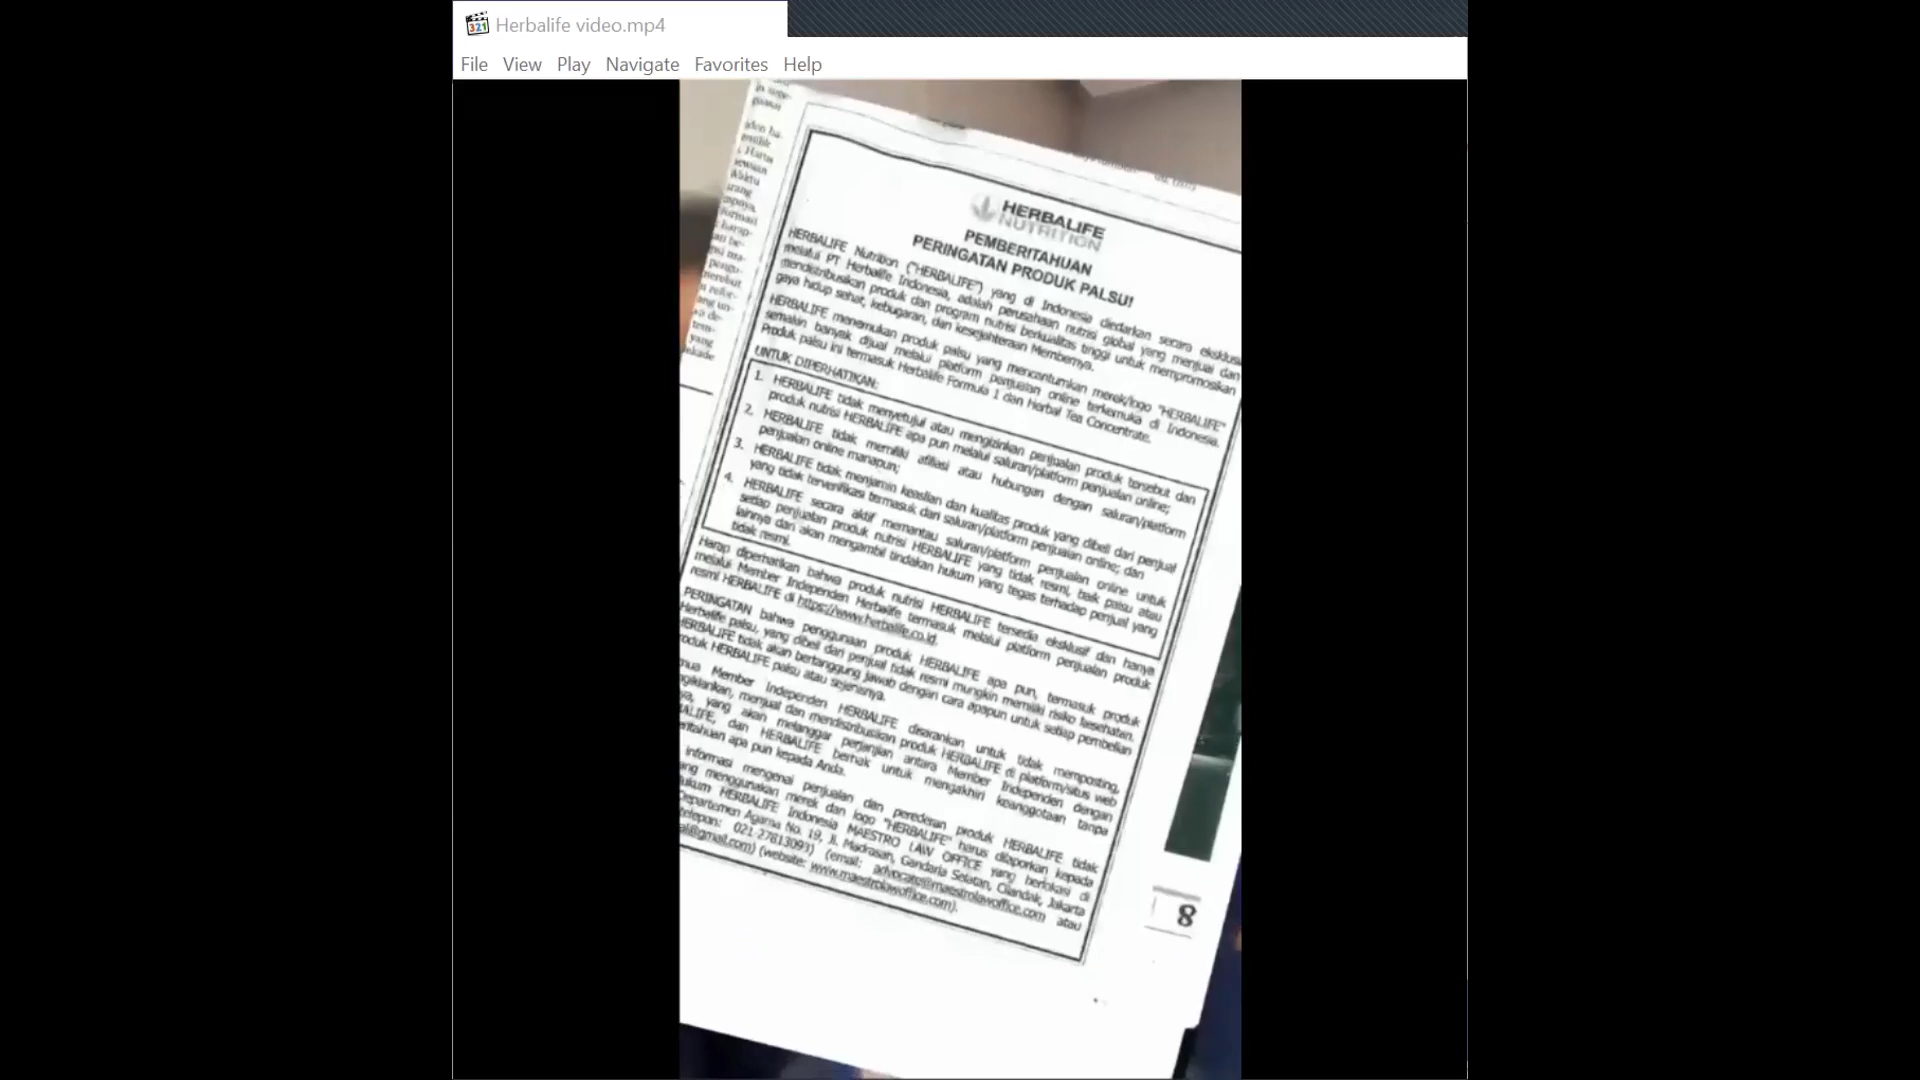 Herbalife video.mp4
File View Play Navigate Favorites Help
HERBALIFE
NUTRITION
PEMBERITAHUAN
PERINGATAN PRODUK PALSU!
HERBALIFE Nutrition ("HERBALIFE") yang di Indonesia diedarkan secara
melalui PT Herbalife Indonesia, adalah perusahaan nutrisi global yang menjual dan
mendistribusikan produk dan program nutrisi berkualitas tinggi untuk mempromosikan
gaya hidup sehat, kebugaran, dan kesejahteraan Membernya.
HERBALIFE menemukan produk palsu yang mencantumkan merek/logo "HERBALIFE"
semakin banyak dijual melalui platform penjualan online terkemuka di Indonesia.
Produk palsu ini termasuk Herbalife Formula 1 dan Herbal Tea Concentrate.
UNTUK DIPERHATIKAN:
1. HERBALIFE tidak menyetujui atau mengizinkan penjualan produk tersebut dan
produk nutrisi HERBALIFE apa pun melalui saluran/platform penjualan online;
2. HERBALIFE tidak memiliki afiliasi atau hubungan dengan saluran/platform
penjualan online manapun;
3. HERBALIFE tidak menjamin keaslian dan kualitas produk yang dibeli dari penjual
yang tidak terverifikasi termasuk dari saluran/platform penjualan online; dan
4. HERBALIFE secara aktif memantau saluran/platform penjualan online untuk
setiap penjualan produk nutrisi HERBALIFE yang tidak resmi, baik palsu atau
lainnya dan akan mengambil tindakan hukum yang tegas terhadap penjual yang
tidak resmi.
Harap diperhatikan bahwa produk nutrisi HERBALIFE tersedia eksklusif dan hanya
melalui Member Independen Herbalife termasuk melalui platform penjualan produk
resmi HERBALIFE di https://www.herbalife.co.id.
PERINGATAN bahwa penggunaan produk HERBALIFE apa pun, termasuk produk
Herbalife palsu, yang dibeli dari penjual tidak resmi mungkin memiliki risiko kesehatan.
HERBALIFE tidak akan bertanggung jawab dengan cara apapun untuk setiap pembelian
produk HERBALIFE palsu atau sejenisnya.
Member Independen HERBALIFE disarankan untuk tidak memposting,
menjual dan mendistribusikan produk HERBALIFE di platform/situs web
yang akan melanggar perjanjian antara Member Independen dengan
dan HERBALIFE berhak untuk mengakhiri keanggotaan tanpa
apa pun kepada Anda.
informasi mengenai penjualan dan peredaran produk HERBALIFE tidak
menggunakan merek dan logo "HERBALIFE" harus dilaporkan kepada
HERBALIFE Indonesia MAESTRO LAW OFFICE yang berlokasi di
Departemen Agama No. 19, Jl. Madrasah, Gandaria Selatan, Cilandak, Jakarta
telepon: 021-27813093) (email: advocate@maestrolawoffice.com atau
@gmail.com) (website: www.maestrolawoffice.com).
8